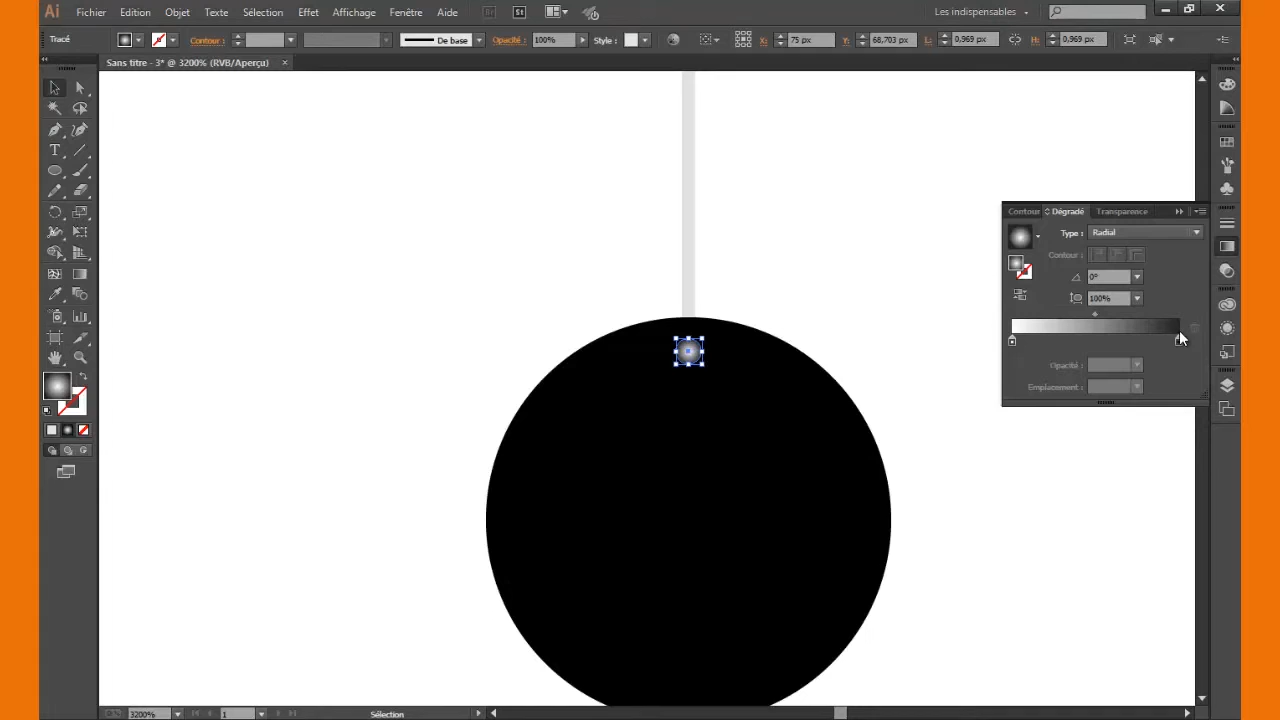 Ai Fichier Edition Objet Texte Sélection Effet Affichage Fenêtre Aide Br St Les indispensables
Tracé Contour : De base Opacité : 100% Style : X: 75 px Y: 68,703 px L: 0,969 px H: 0,969 px
Sans titre - 3* @ 3200% (RVB/Aperçu) ×
Contour Dégradé Transparence
Type : Radial
Contour :
0°
100%
Opacité :
Emplacement :
3200% 1 Sélection